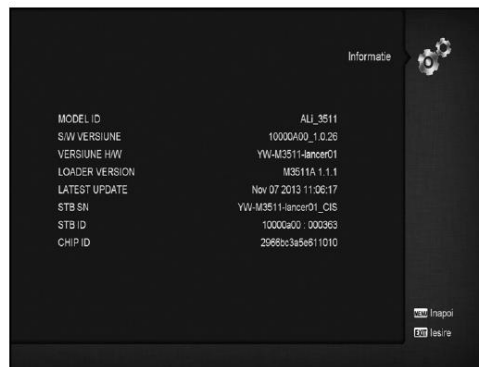 Informatie
MODEL ID ALi_3511
S/W VERSIUNE 10000A00_1.0.26
VERSIUNE H/W YW-M3511-lancer01
LOADER VERSION M3511A 1.1.1
LATEST UPDATE Nov 07 2013 11:06:17
STB SN YW-M3511-lancer01_CIS
STB ID 10000a00 : 000363
CHIP ID 2966bc3a5e611010
MENU Inapoi
EXIT Iesire